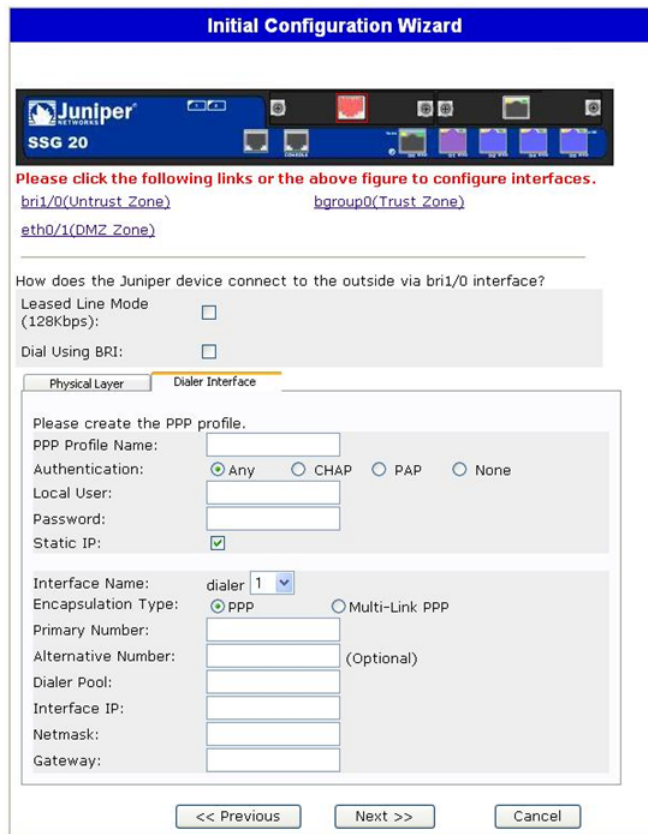 Initial Configuration Wizard
Juniper
NETWORKS
SSG 20
CONSOLE
Please click the following links or the above figure to configure interfaces.
bri1/0(Untrust Zone) bgroup0(Trust Zone)
eth0/1(DMZ Zone)
How does the Juniper device connect to the outside via bri1/0 interface?
Leased Line Mode
(128Kbps):
Dial Using BRI:
Physical Layer Dialer Interface
Please create the PPP profile.
PPP Profile Name:
Authentication: Any CHAP PAP None
Local User:
Password:
Static IP:
Interface Name: dialer 1
Encapsulation Type: PPP Multi-Link PPP
Primary Number:
Alternative Number: (Optional)
Dialer Pool:
Interface IP:
Netmask:
Gateway:
<< Previous Next >> Cancel